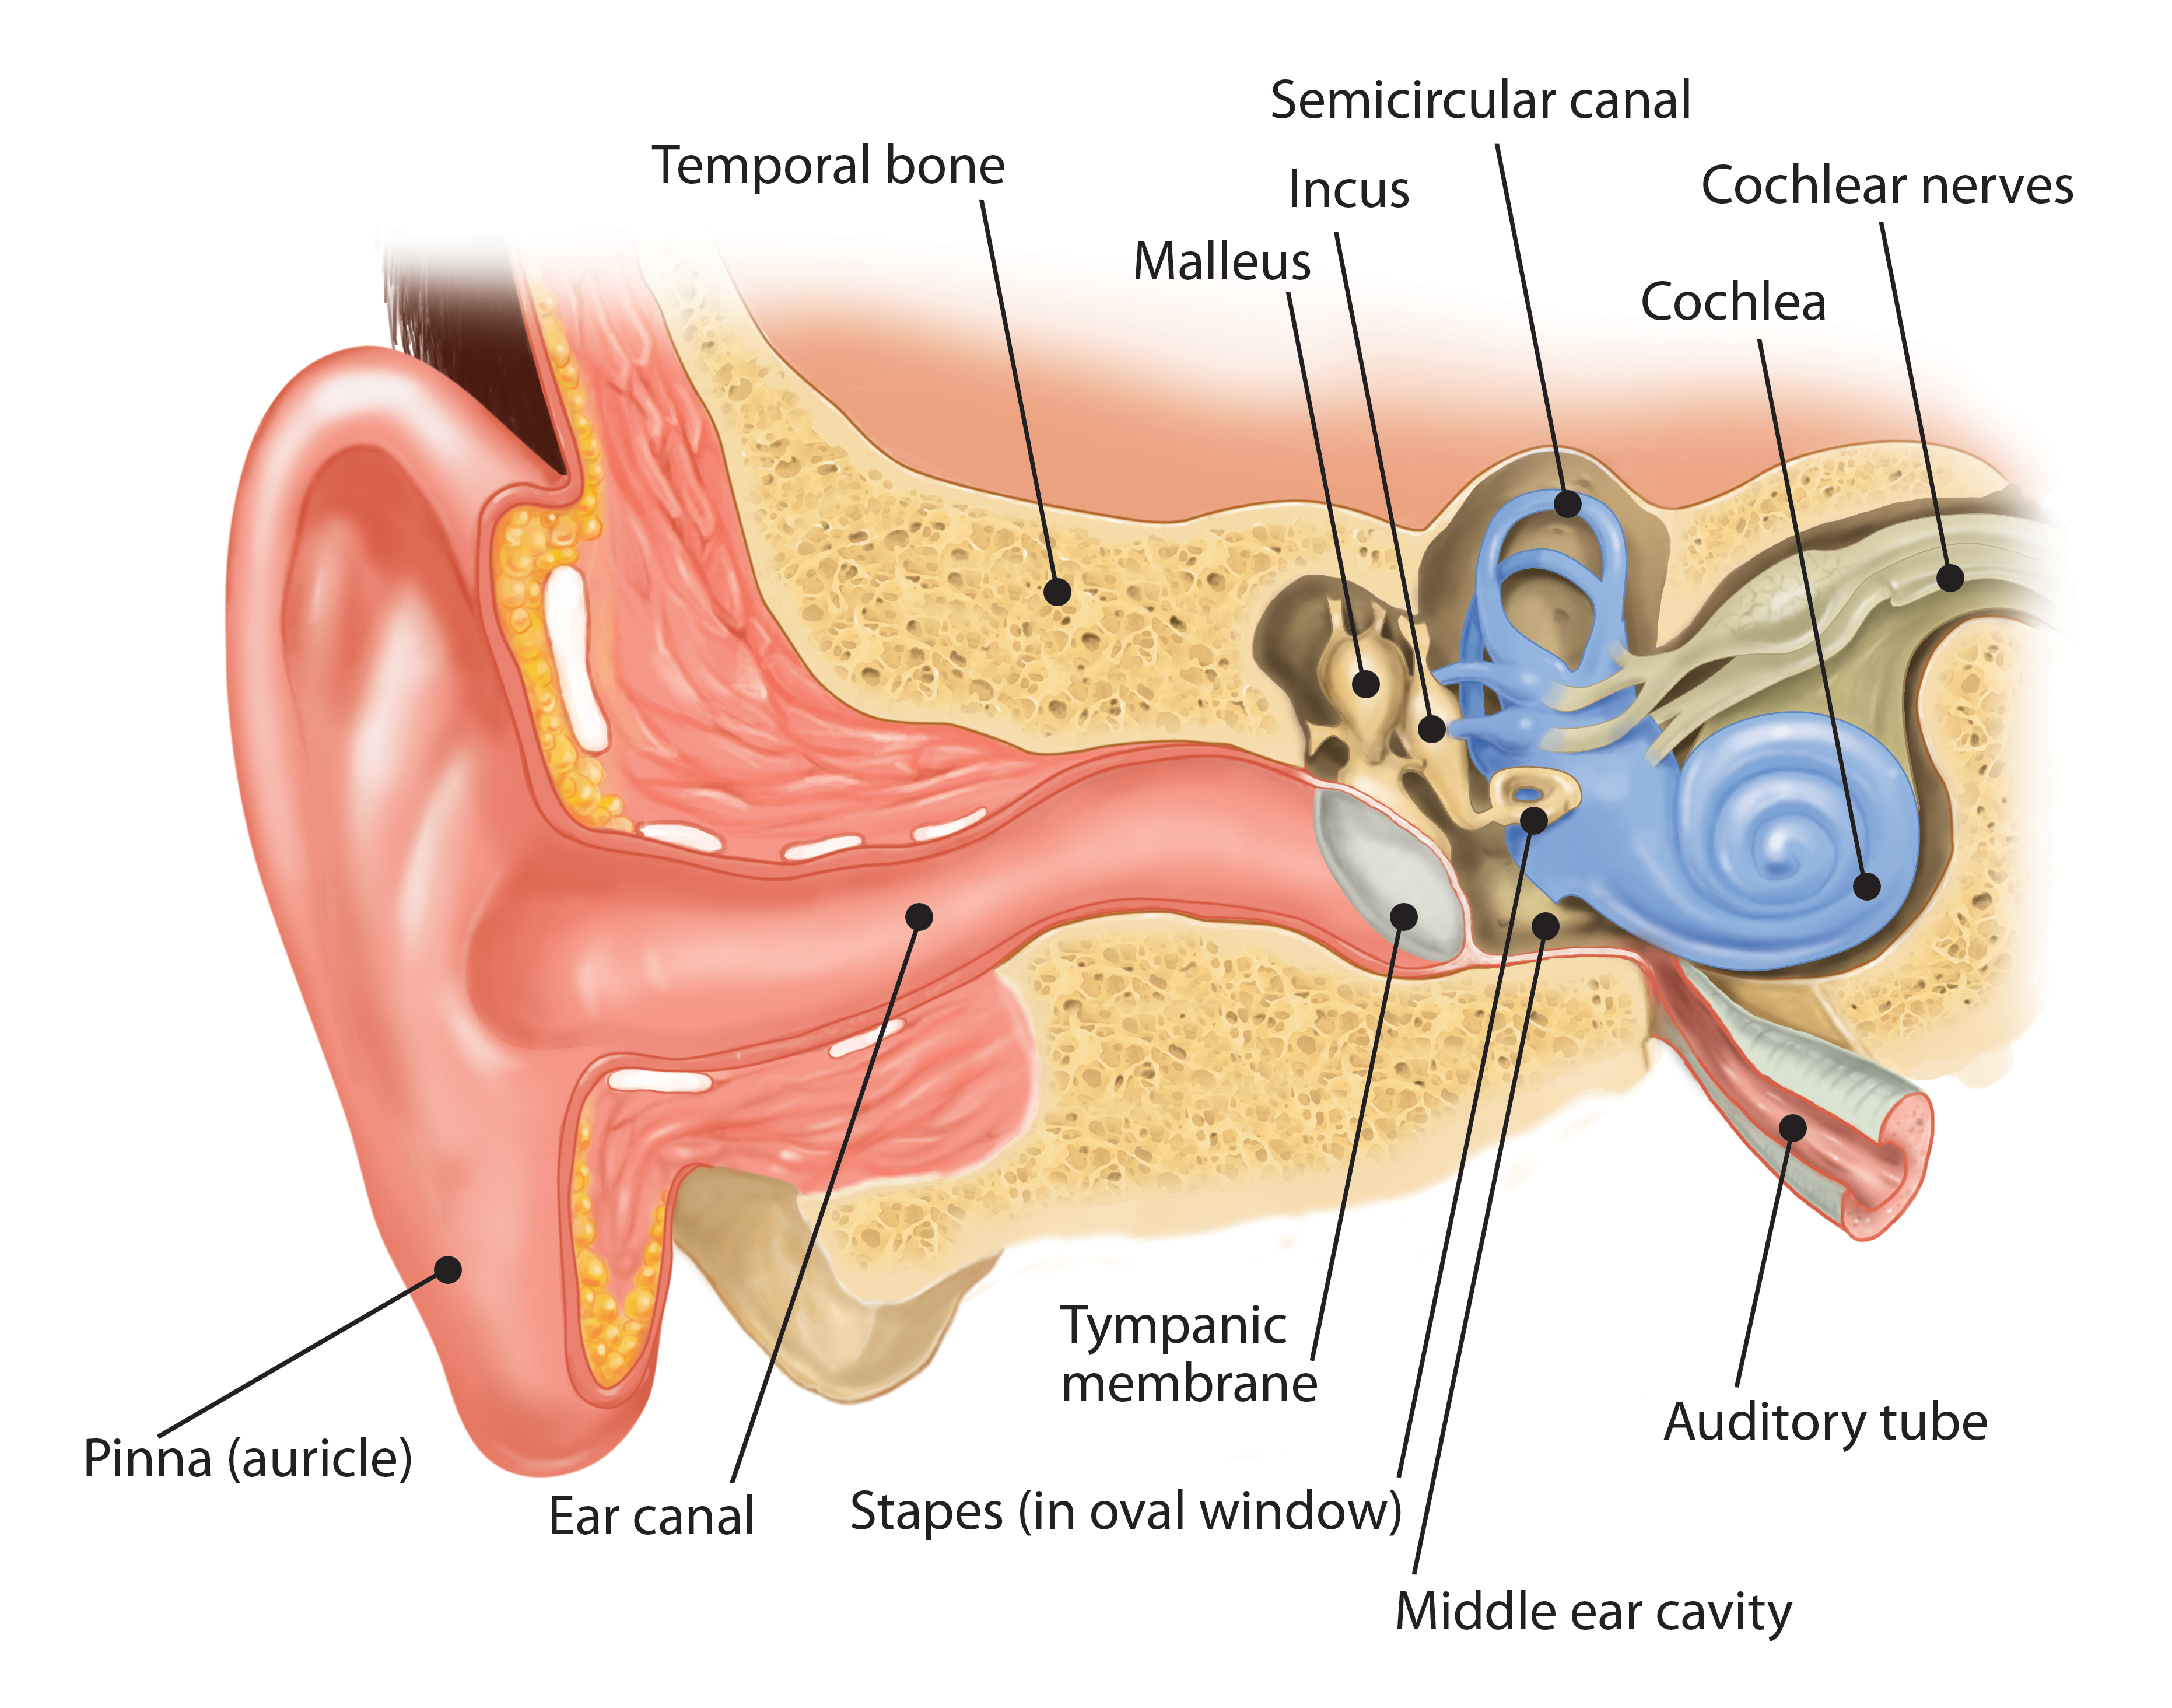 Semicircular canal
Temporal bone
Incus
Cochlear nerves
Malleus
Cochlea
Tympanic
membrane
Auditory tube
Pinna (auricle)
Ear canal
Stapes (in oval window)
Middle ear cavity